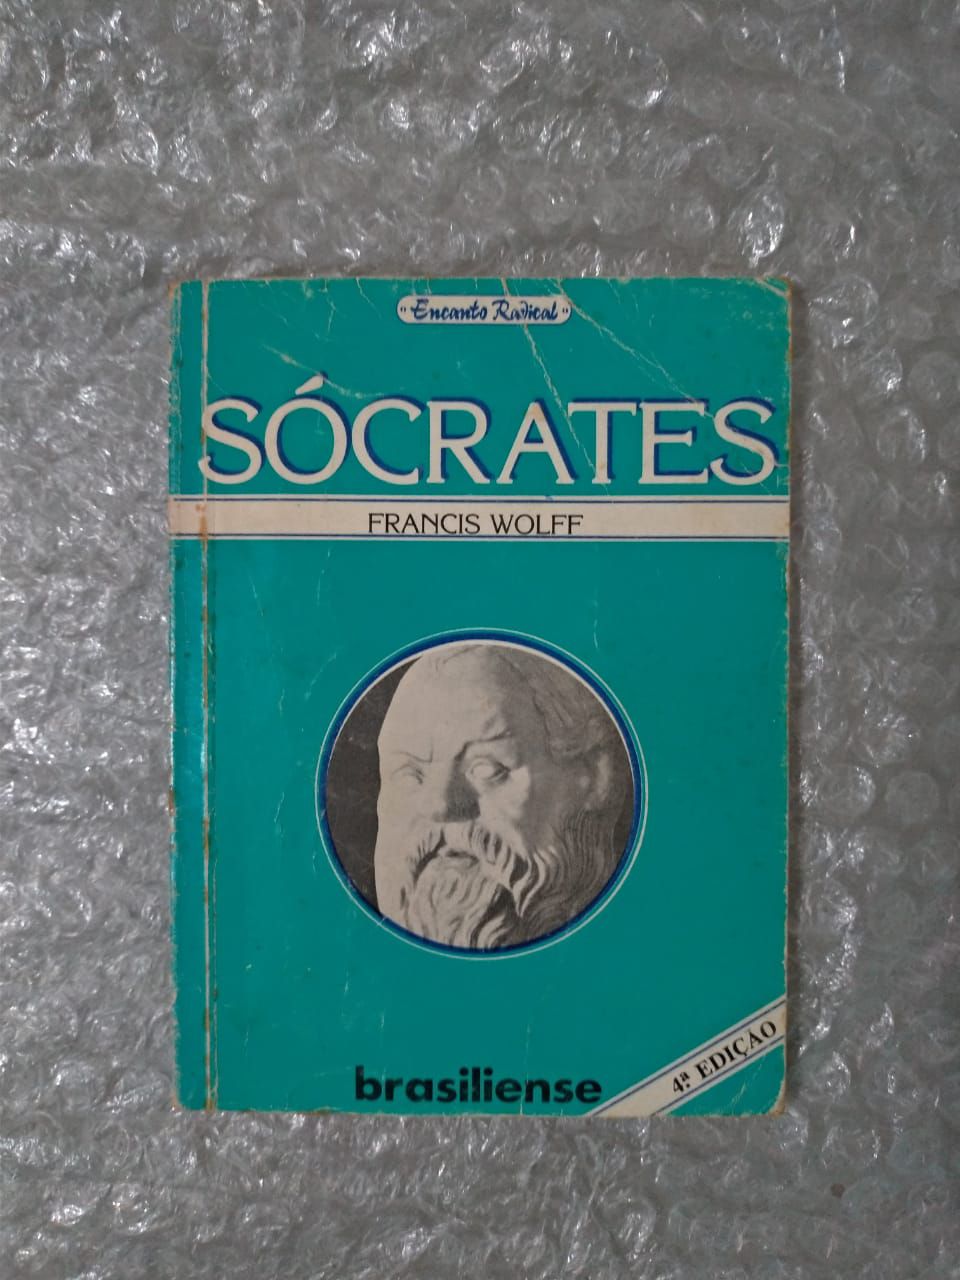 "Encanto Radical"
SÓCRATES
FRANCIS WOLFF
brasiliense
4ª EDIÇÃO